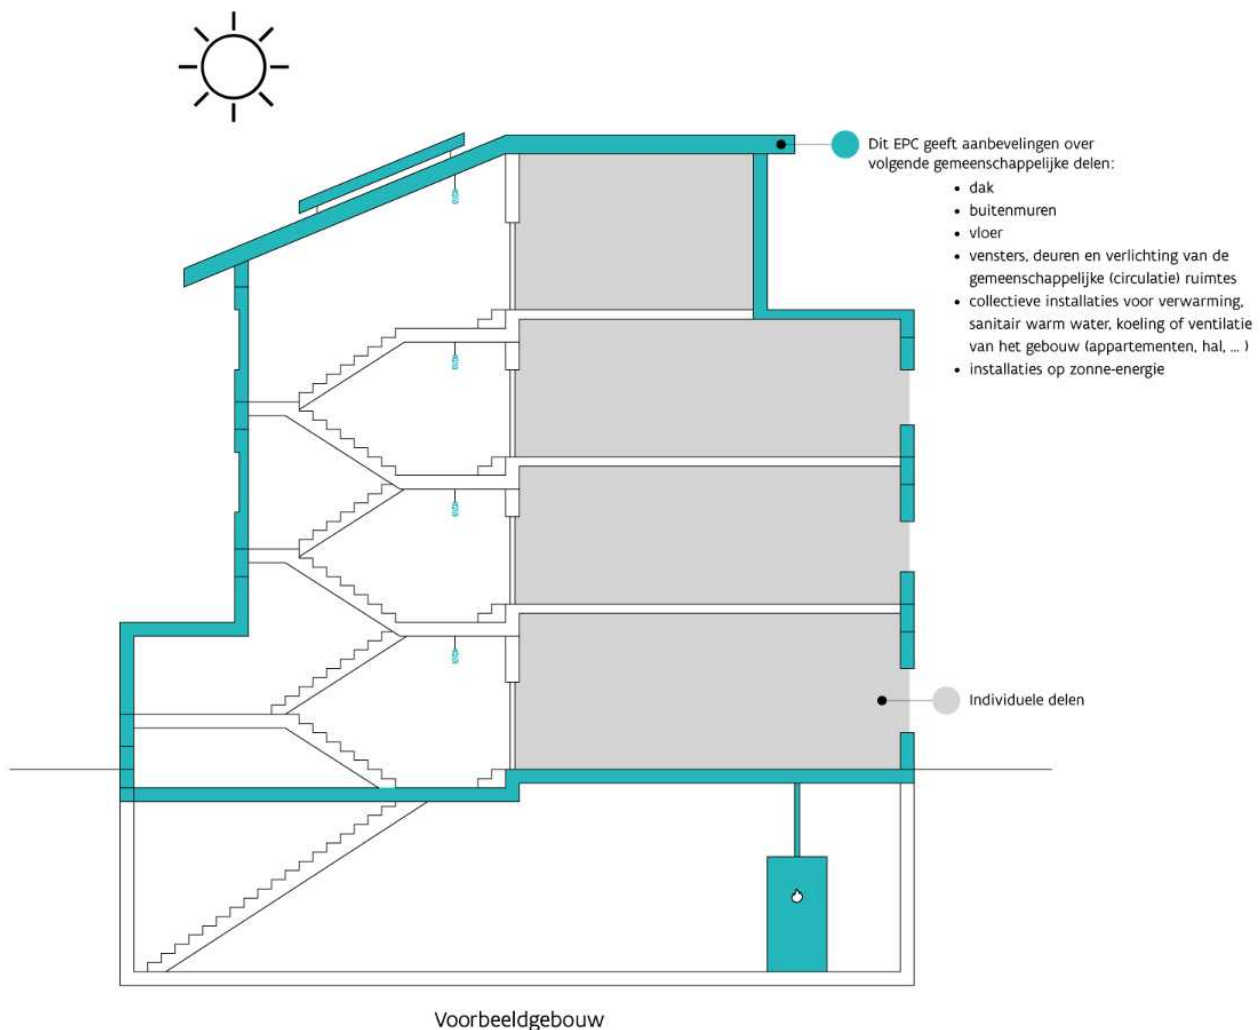 Dit EPC geeft aanbevelingen over
volgende gemeenschappelijke delen:
• dak
• buitenmuren
• vloer
• vensters, deuren en verlichting van de
gemeenschappelijke (circulatie) ruimtes
• collectieve installaties voor verwarming,
sanitair warm water, koeling of ventilatie
van het gebouw (appartementen, hal, ... )
• installaties op zonne-energie
Individuele delen
Voorbeeldgebouw